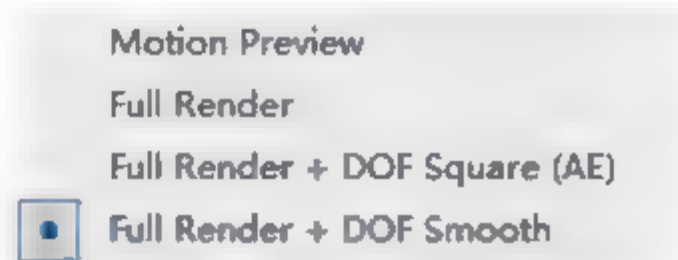 Motion Preview
Full Render
Full Render + DOF Square (AE)
Full Render + DOF Smooth